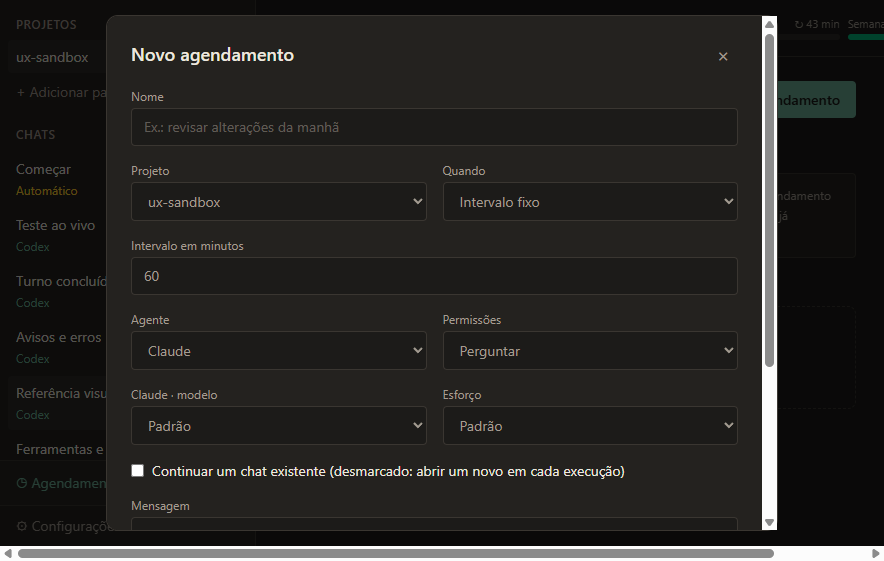 PROJETOS
ux-sandbox
+ Adicionar pa
CHATS
Começar
Automático
Teste ao vivo
Codex
Turno concluíd
Codex
Avisos e erros
Codex
Referência visu
Codex
Ferramentas e
Agendamen
Configuraçõ
Novo agendamento
×
Nome
Ex.: revisar alterações da manhã
Projeto
Quando
ux-sandbox
Intervalo fixo
Intervalo em minutos
60
Agente
Permissões
Claude
Perguntar
Claude · modelo
Esforço
Padrão
Padrão
Continuar um chat existente (desmarcado: abrir um novo em cada execução)
Mensagem
↻ 43 min
Semana
ndamento
ndamento
já